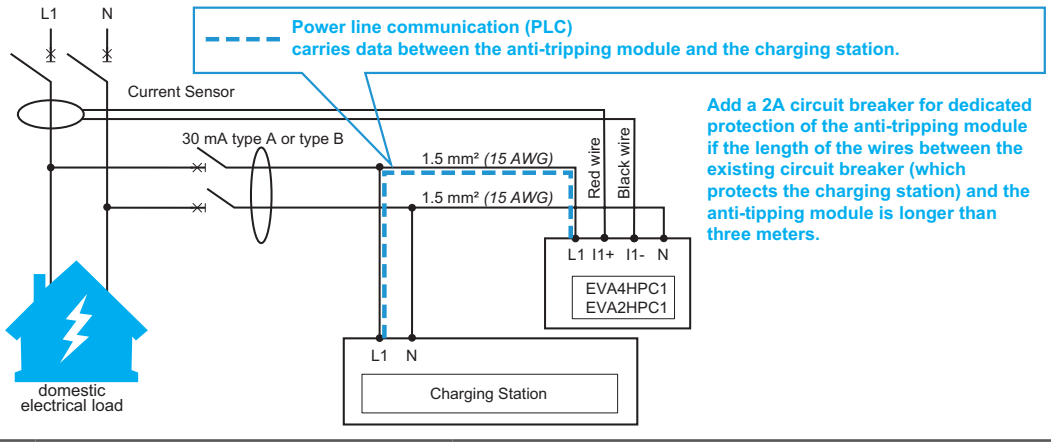 L1 N
Power line communication (PLC)
carries data between the anti-tripping module and the charging station.
Current Sensor
30 mA type A or type B
1.5 mm² (15 AWG)
1.5 mm² (15 AWG)
Red wire
Black wire
Add a 2A circuit breaker for dedicated
protection of the anti-tripping module
if the length of the wires between the
existing circuit breaker (which
protects the charging station) and the
anti-tipping module is longer than
three meters.
L1 I1+ I1- N
EVA4HPC1
EVA2HPC1
L1 N
Charging Station
domestic
electrical load